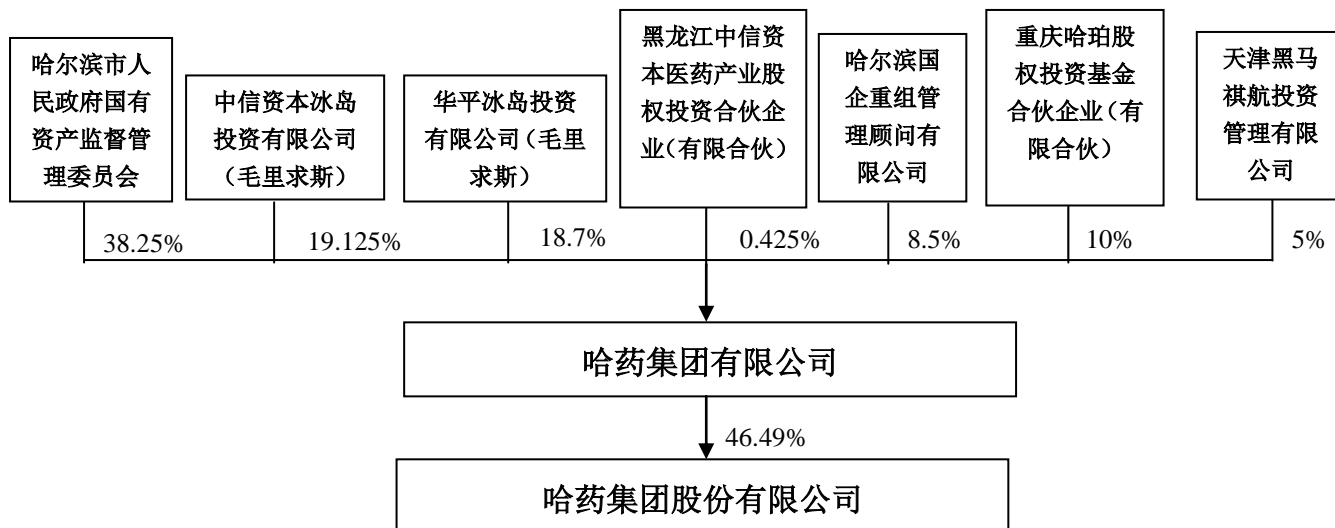 哈尔滨市人
民政府国有
资产监督管
理委员会
中信资本冰岛
投资有限公司
（毛里求斯）
华平冰岛投资
有限公司（毛里
求斯）
黑龙江中信资
本医药产业股
权投资合伙企
业（有限合伙）
哈尔滨国
企重组管
理顾问有
限公司
重庆哈珀股
权投资基金
合伙企业（有
限合伙）
天津黑马
祺航投资
管理有限
公司
38.25%
19.125%
18.7%
0.425%
8.5%
10%
5%
哈药集团有限公司
46.49%
哈药集团股份有限公司